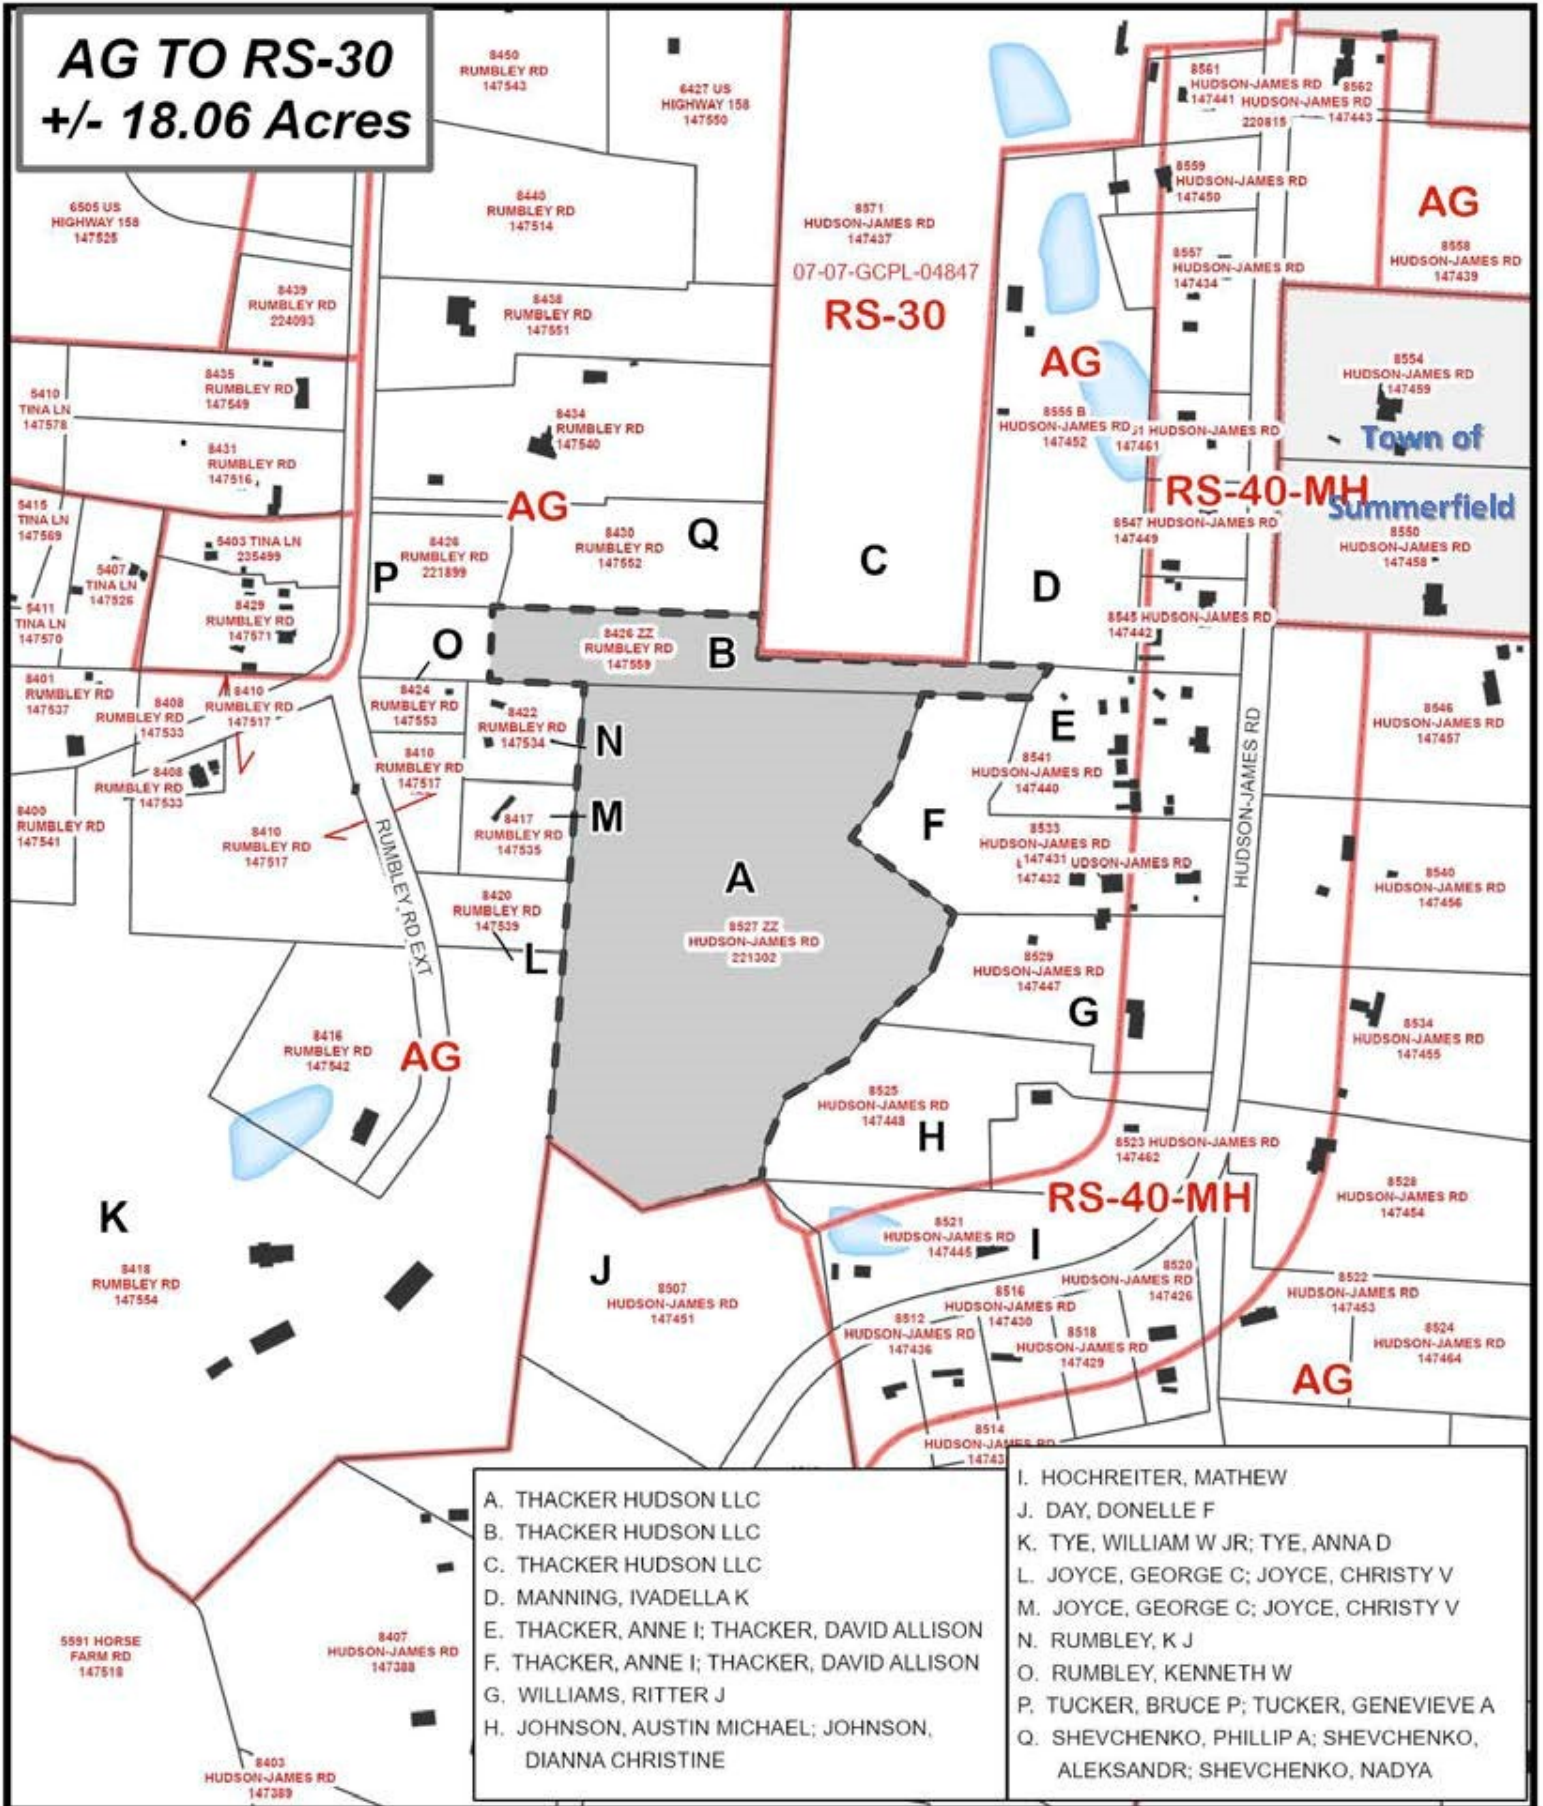 AG TO RS-30
+/- 18.06 Acres
8450
RUMBLEY RD
147543
6427 US
HIGHWAY 158
147550
8561
HUDSON-JAMES RD
147441
8562
HUDSON-JAMES RD
147443
220815
6505 US
HIGHWAY 158
147525
8440
RUMBLEY RD
147514
8571
HUDSON-JAMES RD
147437
07-07-GCPL-04847
RS-30
8559
HUDSON-JAMES RD
147450
AG
8558
HUDSON-JAMES RD
147439
8557
HUDSON-JAMES RD
147434
8439
RUMBLEY RD
224093
8438
RUMBLEY RD
147551
AG
8554
HUDSON-JAMES RD
147459
5410
TINA LN
147578
8435
RUMBLEY RD
147549
8434
RUMBLEY RD
147540
8555 B
HUDSON-JAMES RD
147452
51 HUDSON-JAMES RD
147461
Town of
Summerfield
8431
RUMBLEY RD
147516
AG
RS-40-MH
5415
TINA LN
147569
5403 TINA LN
235499
8426
RUMBLEY RD
221899
8430
RUMBLEY RD
147552
Q
C
8547 HUDSON-JAMES RD
147449
8550
HUDSON-JAMES RD
147458
5407
TINA LN
147526
P
D
5411
TINA LN
147570
8429
RUMBLEY RD
147571
O
8426 ZZ
RUMBLEY RD
147559
B
8545 HUDSON-JAMES RD
147442
8401
RUMBLEY RD
147537
8408
RUMBLEY RD
147533
8410
RUMBLEY RD
147517
8424
RUMBLEY RD
147553
8422
RUMBLEY RD
147534
N
E
8541
HUDSON-JAMES RD
147440
HUDSON-JAMES RD
8546
HUDSON-JAMES RD
147457
8408
RUMBLEY RD
147533
8410
RUMBLEY RD
147517
8400
RUMBLEY RD
147541
8410
RUMBLEY RD
147517
RUMBLEY RD EXT
8417
RUMBLEY RD
147535
M
F
8533
HUDSON-JAMES RD
147431
UDSON-JAMES RD
147432
A
8527 ZZ
HUDSON-JAMES RD
221302
8540
HUDSON-JAMES RD
147456
8420
RUMBLEY RD
147539
L
8529
HUDSON-JAMES RD
147447
G
8416
RUMBLEY RD
147542
AG
8534
HUDSON-JAMES RD
147455
8525
HUDSON-JAMES RD
147448
H
8523 HUDSON-JAMES RD
147462
RS-40-MH
8528
HUDSON-JAMES RD
147454
K
8418
RUMBLEY RD
147554
J
8507
HUDSON-JAMES RD
147451
8521
HUDSON-JAMES RD
147445
I
8520
HUDSON-JAMES RD
147426
8516
HUDSON-JAMES RD
147430
8512
HUDSON-JAMES RD
147436
8518
HUDSON-JAMES RD
147429
8522
HUDSON-JAMES RD
147453
8524
HUDSON-JAMES RD
147464
AG
8514
HUDSON-JAMES RD
14743
5591 HORSE
FARM RD
147518
8407
HUDSON-JAMES RD
147388
8403
HUDSON-JAMES RD
147389
A. THACKER HUDSON LLC
B. THACKER HUDSON LLC
C. THACKER HUDSON LLC
D. MANNING, IVADELLA K
E. THACKER, ANNE I; THACKER, DAVID ALLISON
F. THACKER, ANNE I; THACKER, DAVID ALLISON
G. WILLIAMS, RITTER J
H. JOHNSON, AUSTIN MICHAEL; JOHNSON,
DIANNA CHRISTINE
I. HOCHREITER, MATHEW
J. DAY, DONELLE F
K. TYE, WILLIAM W JR; TYE, ANNA D
L. JOYCE, GEORGE C; JOYCE, CHRISTY V
M. JOYCE, GEORGE C; JOYCE, CHRISTY V
N. RUMBLEY, K J
O. RUMBLEY, KENNETH W
P. TUCKER, BRUCE P; TUCKER, GENEVIEVE A
Q. SHEVCHENKO, PHILLIP A; SHEVCHENKO,
ALEKSANDR; SHEVCHENKO, NADYA